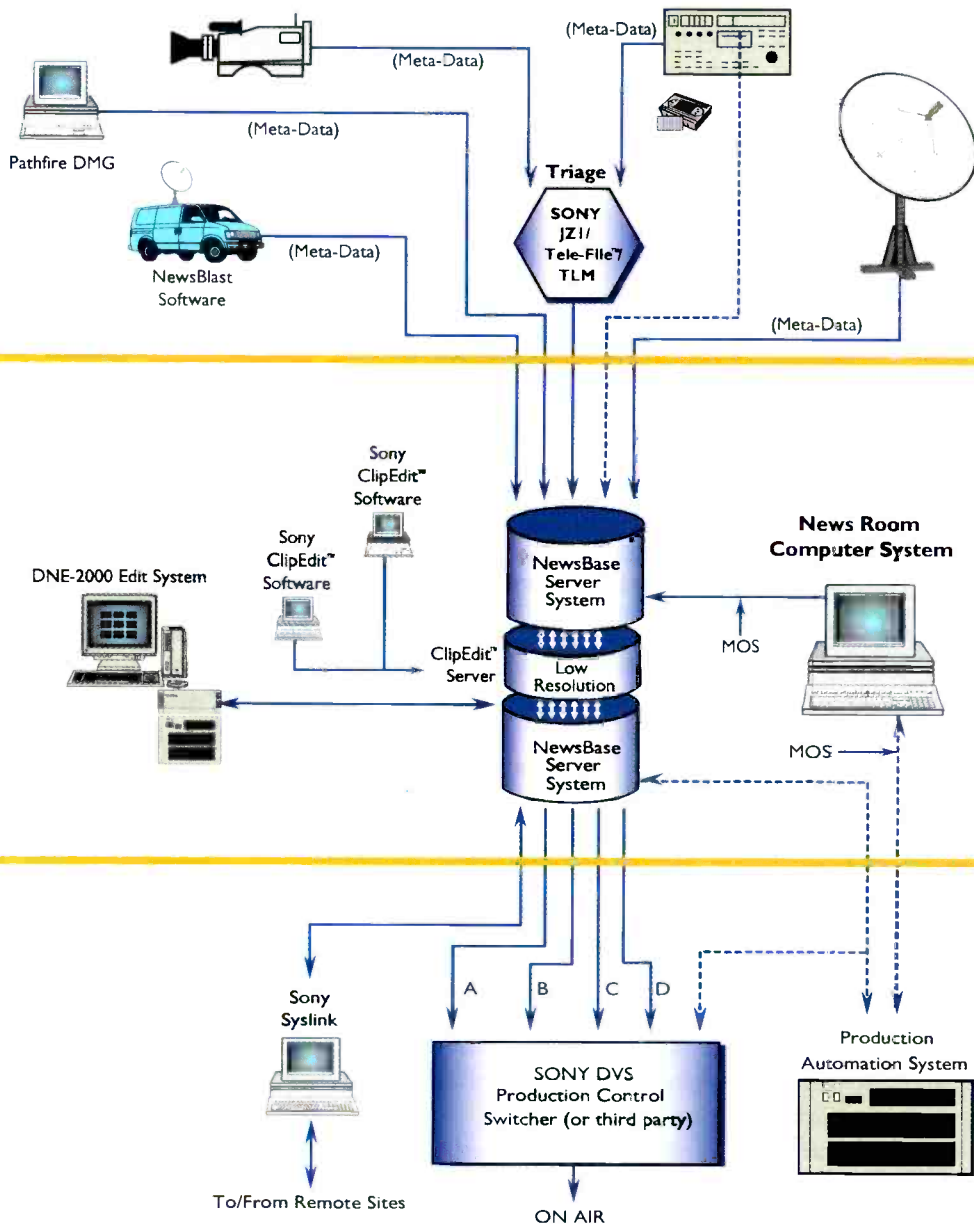 (Meta-Data)
(Meta-Data)
Pathfire DMG
(Meta-Data)
NewsBlast
Software
(Meta-Data)
Triage
SONY
JZ1/
Tele-File™/
TLM
(Meta-Data)
Sony
ClipEdit™
Software
Sony
ClipEdit™
Software
DNE-2000 Edit System
ClipEdit™
Server
NewsBase
Server
System
Low
Resolution
NewsBase
Server
System
News Room
Computer System
MOS
MOS
A
B
C
D
Sony
Syslink
To/From Remote Sites
SONY DVS
Production Control
Switcher (or third party)
ON AIR
Production
Automation System